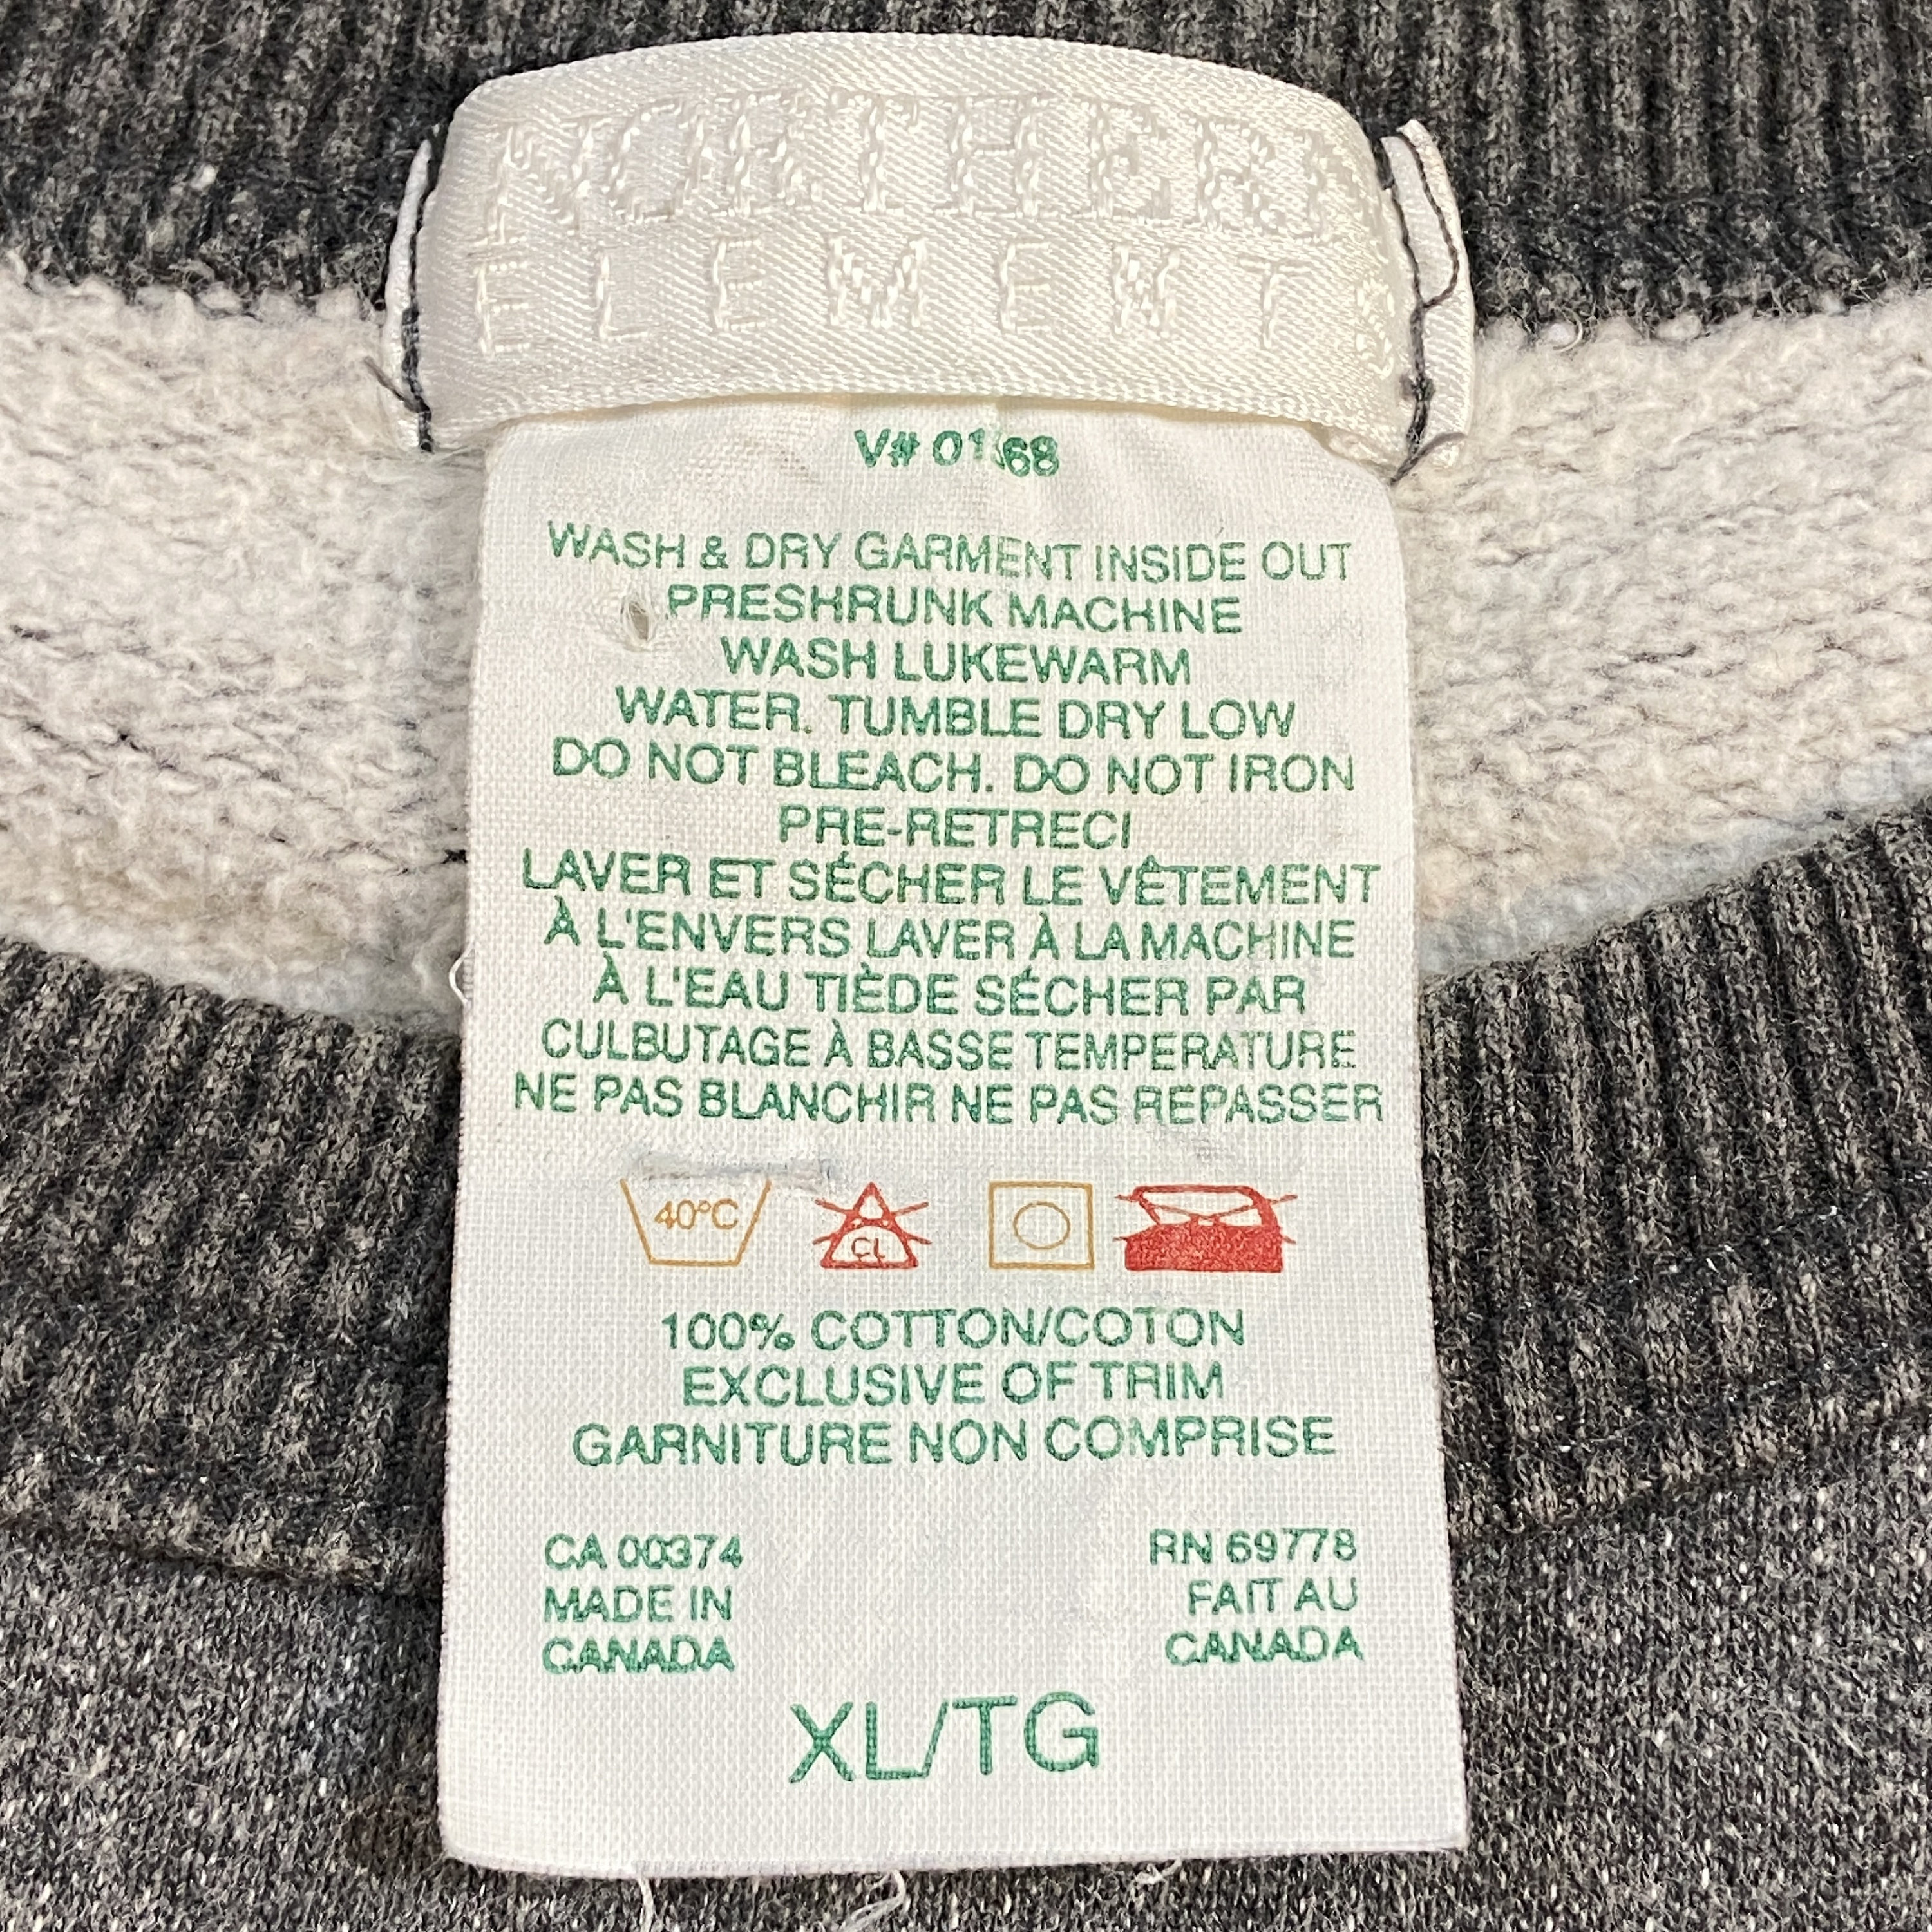 NORTHERN
ELEMENTS
V# 0168
WASH & DRY GARMENT INSIDE OUT
PRESHRUNK MACHINE
WASH LUKEWARM
WATER. TUMBLE DRY LOW
DO NOT BLEACH. DO NOT IRON
PRE-RETRECI
LAVER ET SÉCHER LE VÊTEMENT
À L'ENVERS LAVER À LA MACHINE
À L'EAU TIÈDE SÉCHER PAR
CULBUTAGE À BASSE TEMPERATURE
NE PAS BLANCHIR NE PAS REPASSER
40°C CL
100% COTTON/COTON
EXCLUSIVE OF TRIM
GARNITURE NON COMPRISE
CA 00374 RN 69778
MADE IN FAIT AU
CANADA CANADA
XL/TG